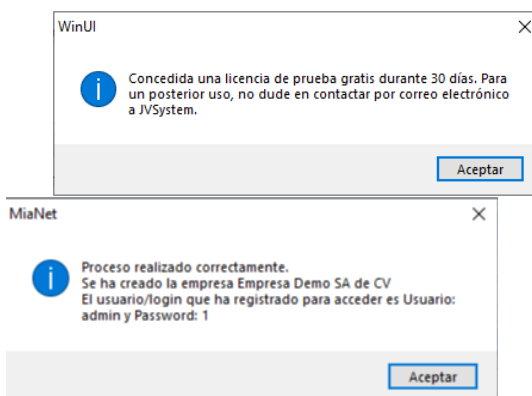 WinUI
Concedida una licencia de prueba gratis durante 30 días. Para
un posterior uso, no dude en contactar por correo electrónico
a JVSystem.
Aceptar
MiaNet
Proceso realizado correctamente.
Se ha creado la empresa Empresa Demo SA de CV
El usuario/login que ha registrado para acceder es Usuario:
admin y Password: 1
Aceptar